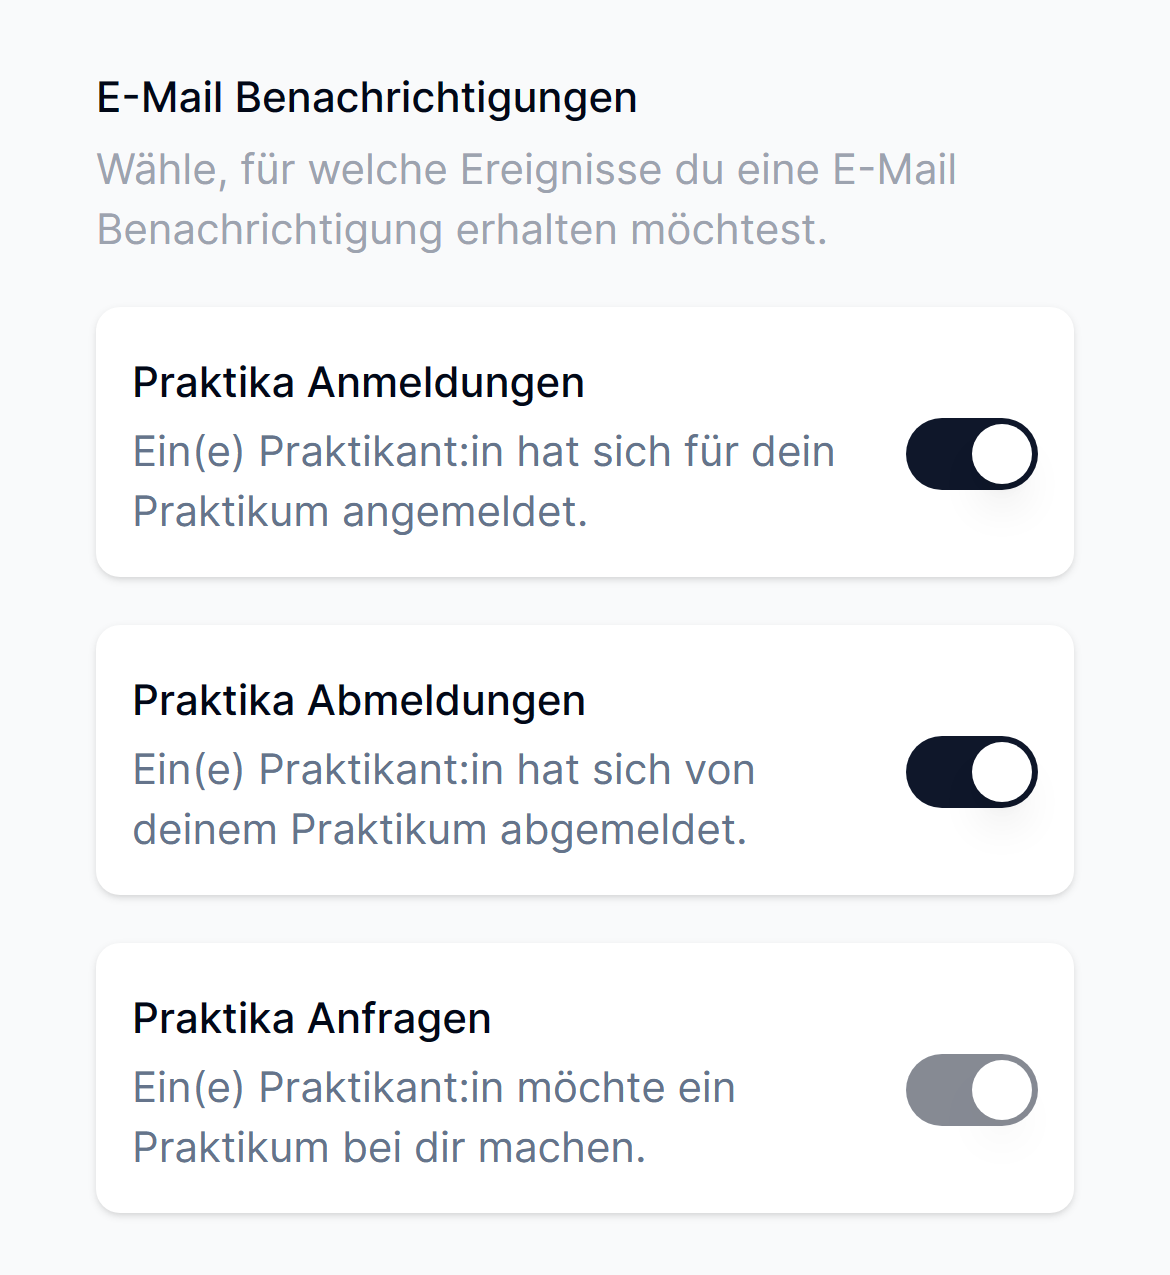 E-Mail Benachrichtigungen
Wähle, für welche Ereignisse du eine E-Mail
Benachrichtigung erhalten möchtest.
Praktika Anmeldungen
Ein(e) Praktikant:in hat sich für dein
Praktikum angemeldet.
Praktika Abmeldungen
Ein(e) Praktikant:in hat sich von
deinem Praktikum abgemeldet.
Praktika Anfragen
Ein(e) Praktikant:in möchte ein
Praktikum bei dir machen.